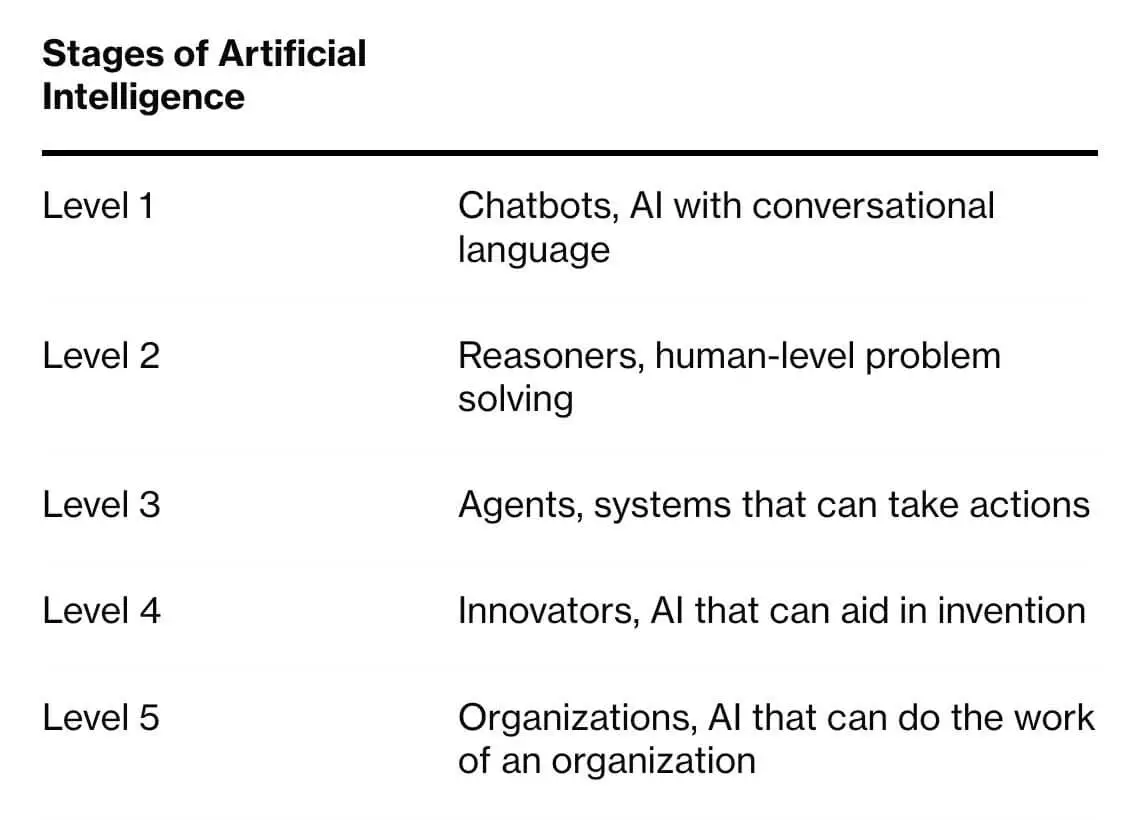 Stages of Artificial
Intelligence
Level 1
Chatbots, AI with conversational
language
Level 2
Reasoners, human-level problem
solving
Level 3
Agents, systems that can take actions
Level 4
Innovators, AI that can aid in invention
Level 5
Organizations, AI that can do the work
of an organization